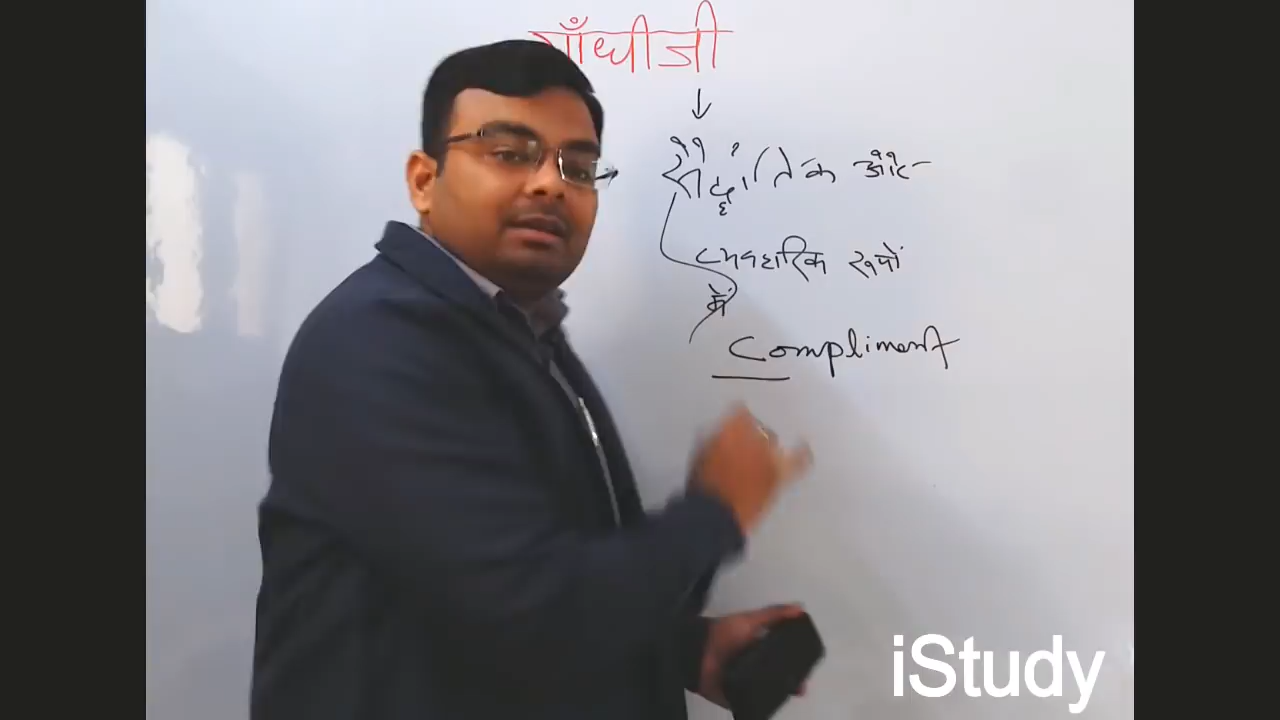 गाँधीजी
सैद्धांतिक और
व्यवहारिक रूपों
में
Compliment
iStudy